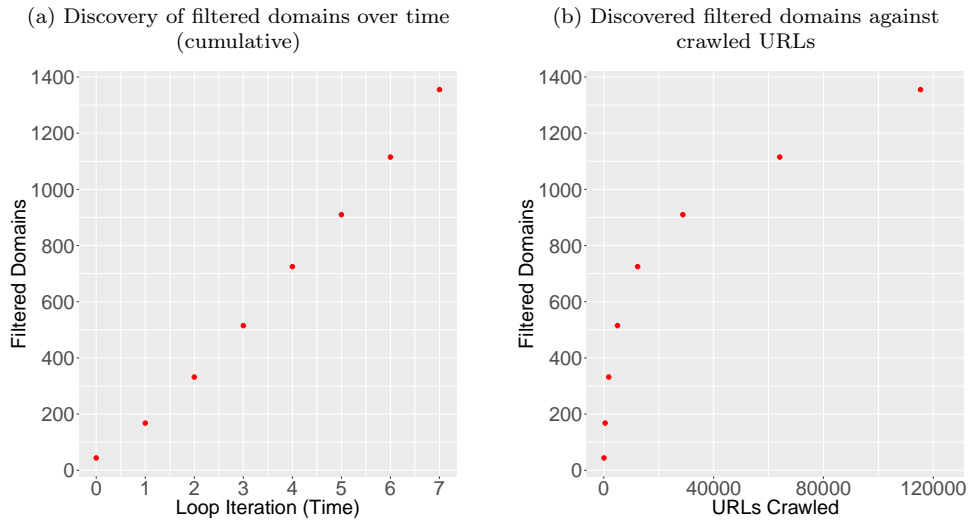 (a) Discovery of filtered domains over time
(cumulative)
1400
1200
1000
800
600
400
200
0
Filtered Domains
0 1 2 3 4 5 6 7
Loop Iteration (Time)
(b) Discovered filtered domains against
crawled URLs
1400
1200
1000
800
600
400
200
0
Filtered Domains
0 40000 80000 120000
URLs Crawled